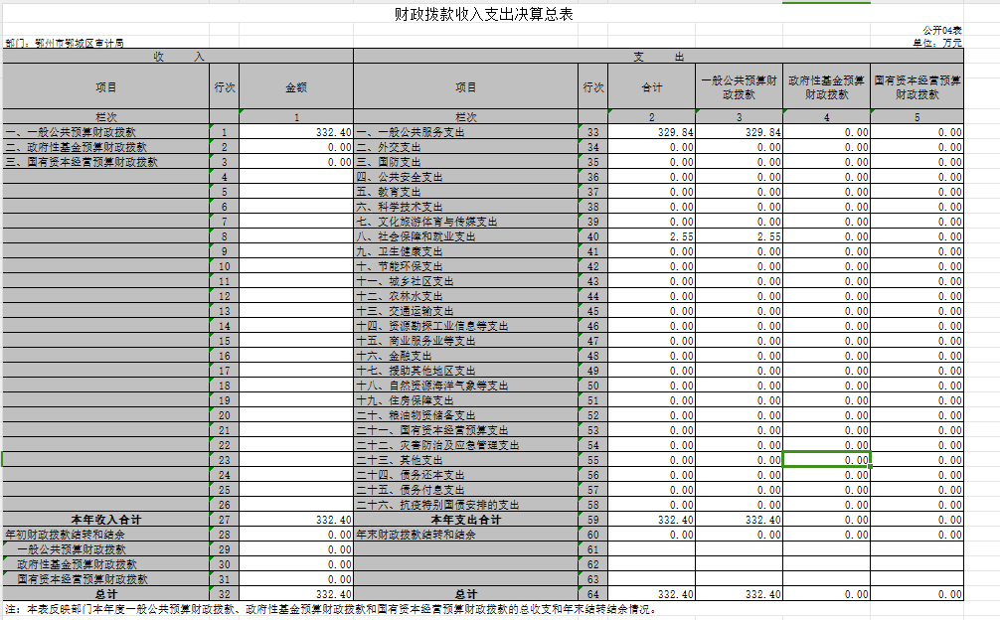 财政拨款收入支出决算总表
公开04表
部门：鄂州市鄂城区审计局 单位：万元
收 入 支 出
项目 行次 金额 项目 行次 合计 一般公共预算财政拨款 政府性基金预算财政拨款 国有资本经营预算财政拨款
栏次 1 栏次 2 3 4 5
一、一般公共预算财政拨款 1 332.40 一、一般公共服务支出 33 329.84 329.84 0.00 0.00
二、政府性基金预算财政拨款 2 0.00 二、外交支出 34 0.00 0.00 0.00 0.00
三、国有资本经营预算财政拨款 3 0.00 三、国防支出 35 0.00 0.00 0.00 0.00
4 四、公共安全支出 36 0.00 0.00 0.00 0.00
5 五、教育支出 37 0.00 0.00 0.00 0.00
6 六、科学技术支出 38 0.00 0.00 0.00 0.00
7 七、文化旅游体育与传媒支出 39 0.00 0.00 0.00 0.00
8 八、社会保障和就业支出 40 2.55 2.55 0.00 0.00
9 九、卫生健康支出 41 0.00 0.00 0.00 0.00
10 十、节能环保支出 42 0.00 0.00 0.00 0.00
11 十一、城乡社区支出 43 0.00 0.00 0.00 0.00
12 十二、农林水支出 44 0.00 0.00 0.00 0.00
13 十三、交通运输支出 45 0.00 0.00 0.00 0.00
14 十四、资源勘探工业信息等支出 46 0.00 0.00 0.00 0.00
15 十五、商业服务业等支出 47 0.00 0.00 0.00 0.00
16 十六、金融支出 48 0.00 0.00 0.00 0.00
17 十七、援助其他地区支出 49 0.00 0.00 0.00 0.00
18 十八、自然资源海洋气象等支出 50 0.00 0.00 0.00 0.00
19 十九、住房保障支出 51 0.00 0.00 0.00 0.00
20 二十、粮油物资储备支出 52 0.00 0.00 0.00 0.00
21 二十一、国有资本经营预算支出 53 0.00 0.00 0.00 0.00
22 二十二、灾害防治及应急管理支出 54 0.00 0.00 0.00 0.00
23 二十三、其他支出 55 0.00 0.00 0.00 0.00
24 二十四、债务还本支出 56 0.00 0.00 0.00 0.00
25 二十五、债务付息支出 57 0.00 0.00 0.00 0.00
26 二十六、抗疫特别国债安排的支出 58 0.00 0.00 0.00 0.00
本年收入合计 27 332.40 本年支出合计 59 332.40 332.40 0.00 0.00
年初财政拨款结转和结余 28 0.00 年末财政拨款结转和结余 60 0.00 0.00 0.00 0.00
一般公共预算财政拨款 29 0.00 61
政府性基金预算财政拨款 30 0.00 62
国有资本经营预算财政拨款 31 0.00 63
总计 32 332.40 总计 64 332.40 332.40 0.00 0.00
注：本表反映部门本年度一般公共预算财政拨款、政府性基金预算财政拨款和国有资本经营预算财政拨款的总收支和年末结转结余情况。